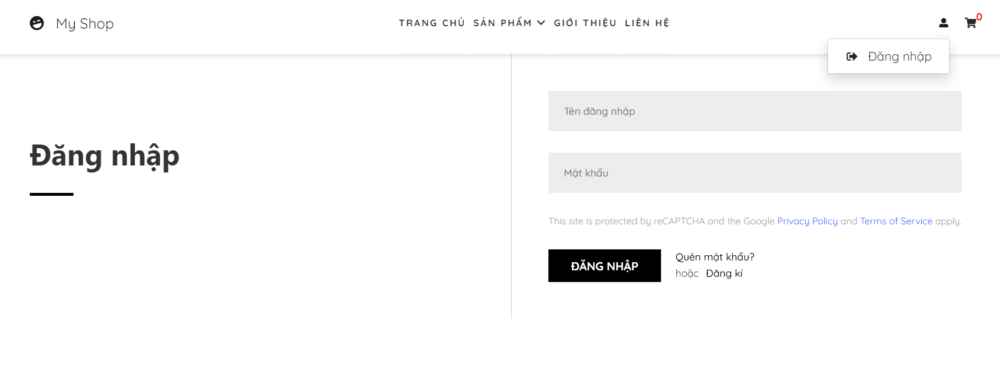 My Shop
TRANG CHỦ SẢN PHẨM GIỚI THIỆU LIÊN HỆ
0
Đăng nhập
Đăng nhập
Tên đăng nhập
Mật khẩu
This site is protected by reCAPTCHA and the Google Privacy Policy and Terms of Service apply.
ĐĂNG NHẬP
Quên mật khẩu?
hoặc Đăng kí